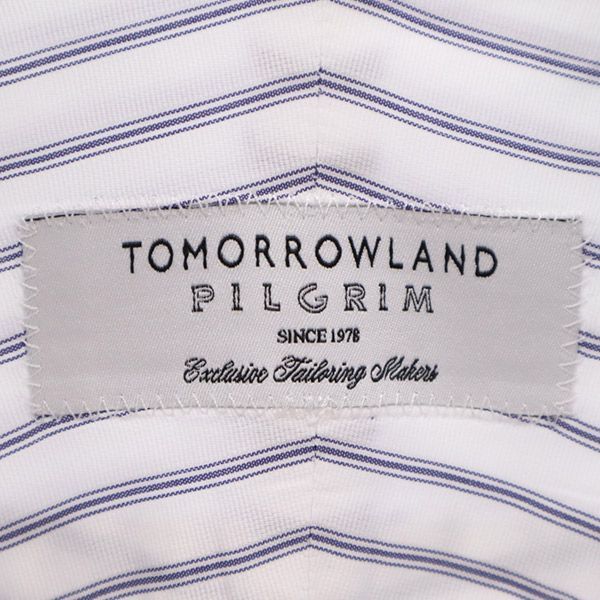 TOMORROWLAND
PILGRIM
SINCE 1978
Exclusive Tailoring Makers